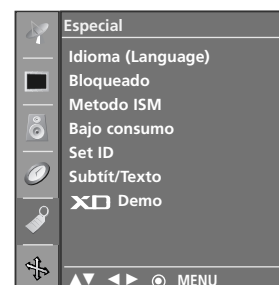 Especial
Idioma (Language)
Bloqueado
Metodo ISM
Bajo consumo
Set ID
Subtít/Texto
XD Demo
▲▼ ◄► ⊙ MENU